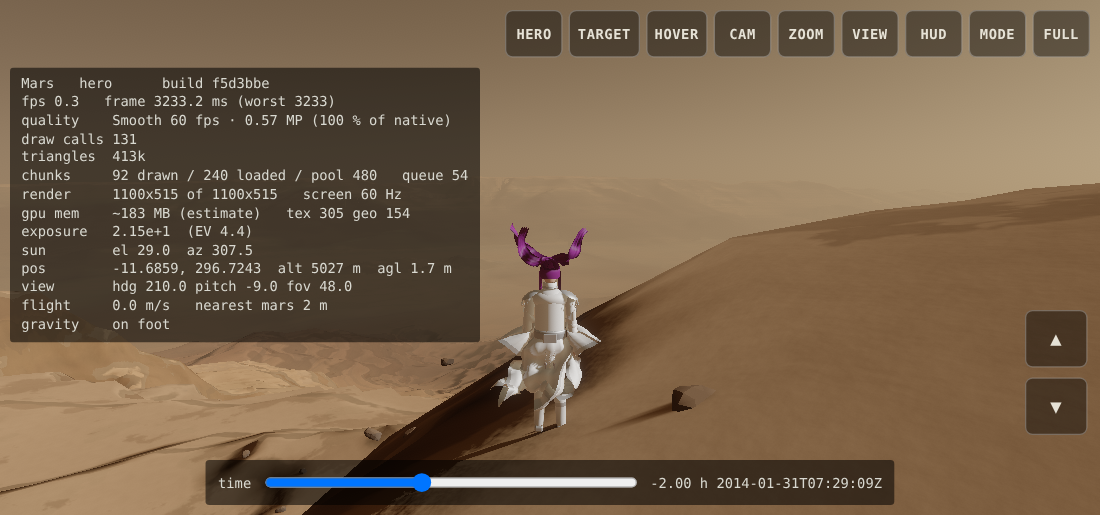 HERO TARGET HOVER CAM ZOOM VIEW HUD MODE FULL
Mars hero build f5d3bbe
fps 0.3 frame 3233.2 ms (worst 3233)
quality Smooth 60 fps · 0.57 MP (100 % of native)
draw calls 131
triangles 413k
chunks 92 drawn / 240 loaded / pool 480 queue 54
render 1100x515 of 1100x515 screen 60 Hz
gpu mem ~183 MB (estimate) tex 305 geo 154
exposure 2.15e+1 (EV 4.4)
sun el 29.0 az 307.5
pos -11.6859, 296.7243 alt 5027 m agl 1.7 m
view hdg 210.0 pitch -9.0 fov 48.0
flight 0.0 m/s nearest mars 2 m
gravity on foot
▲
▼
time -2.00 h 2014-01-31T07:29:09Z